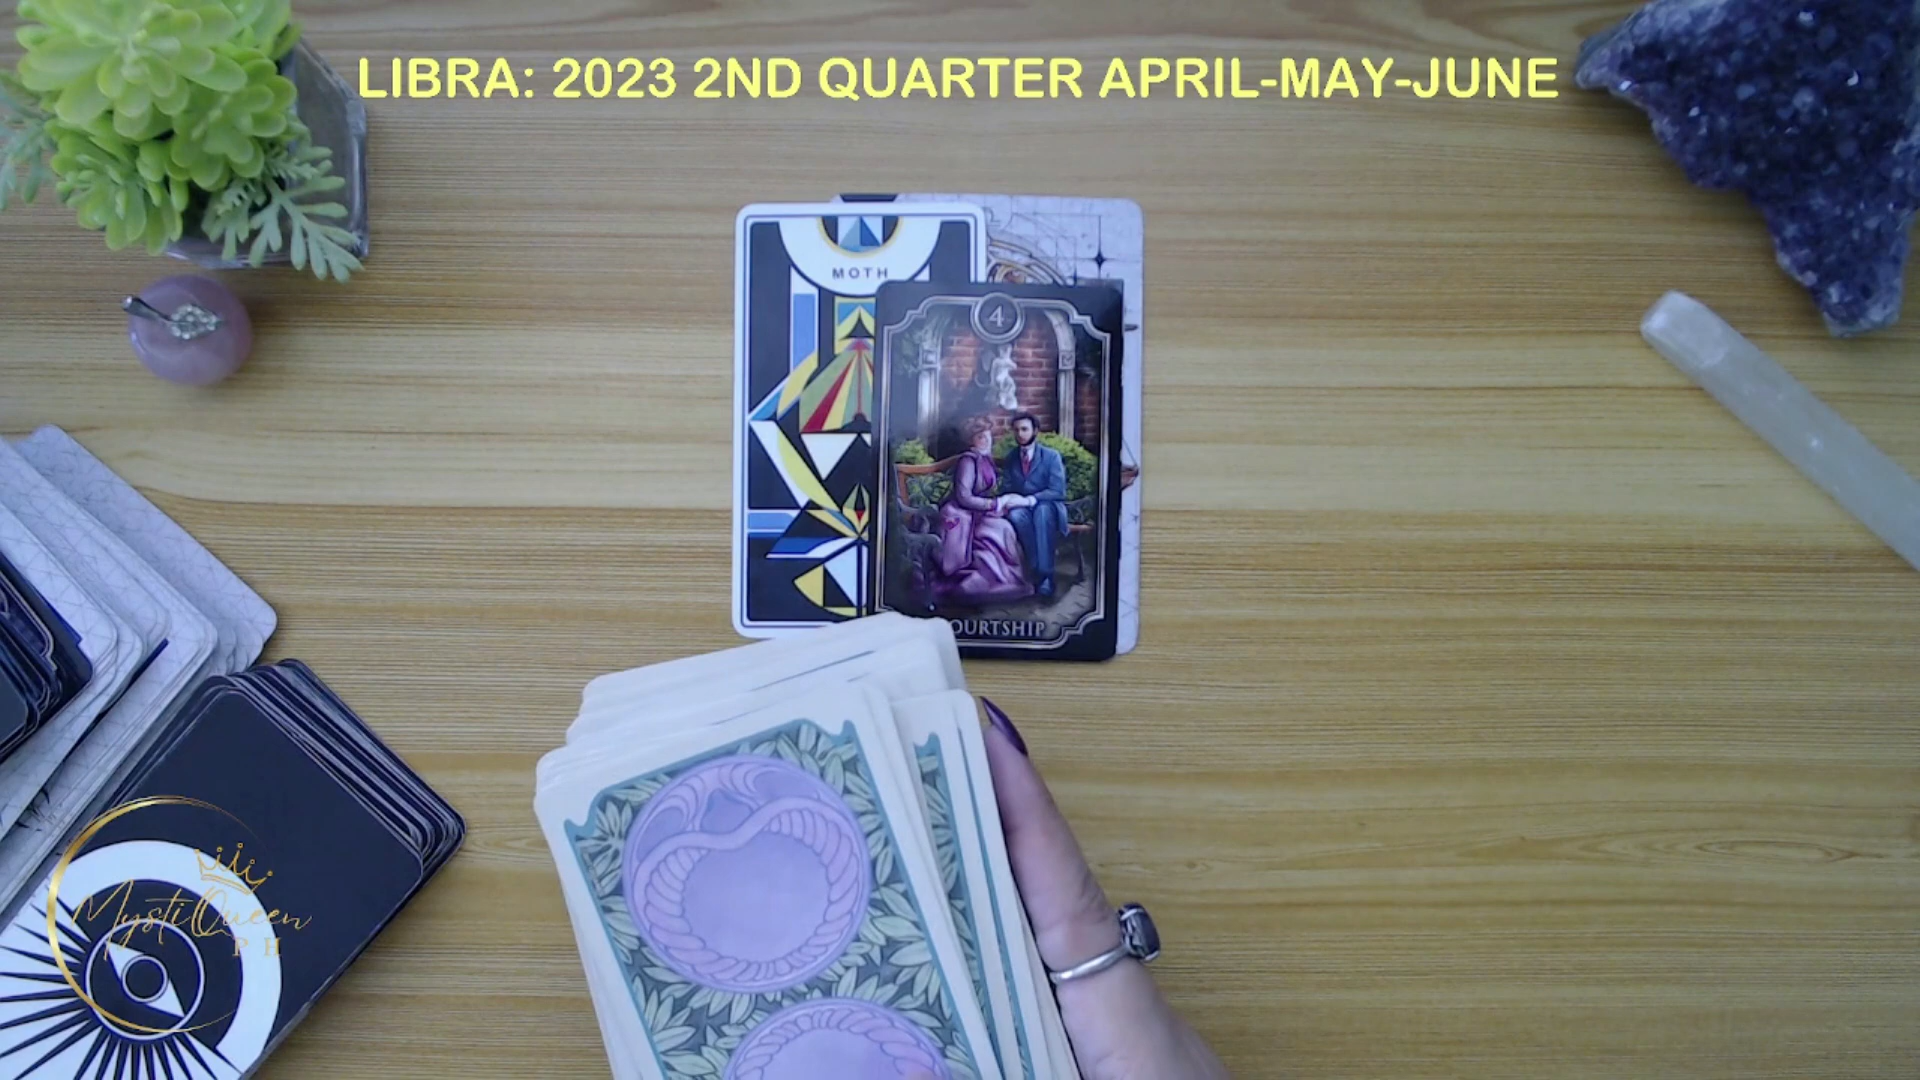 LIBRA: 2023 2ND QUARTER APRIL-MAY-JUNE
MOTH
4
OURTSHIP
MystiQueen
PH